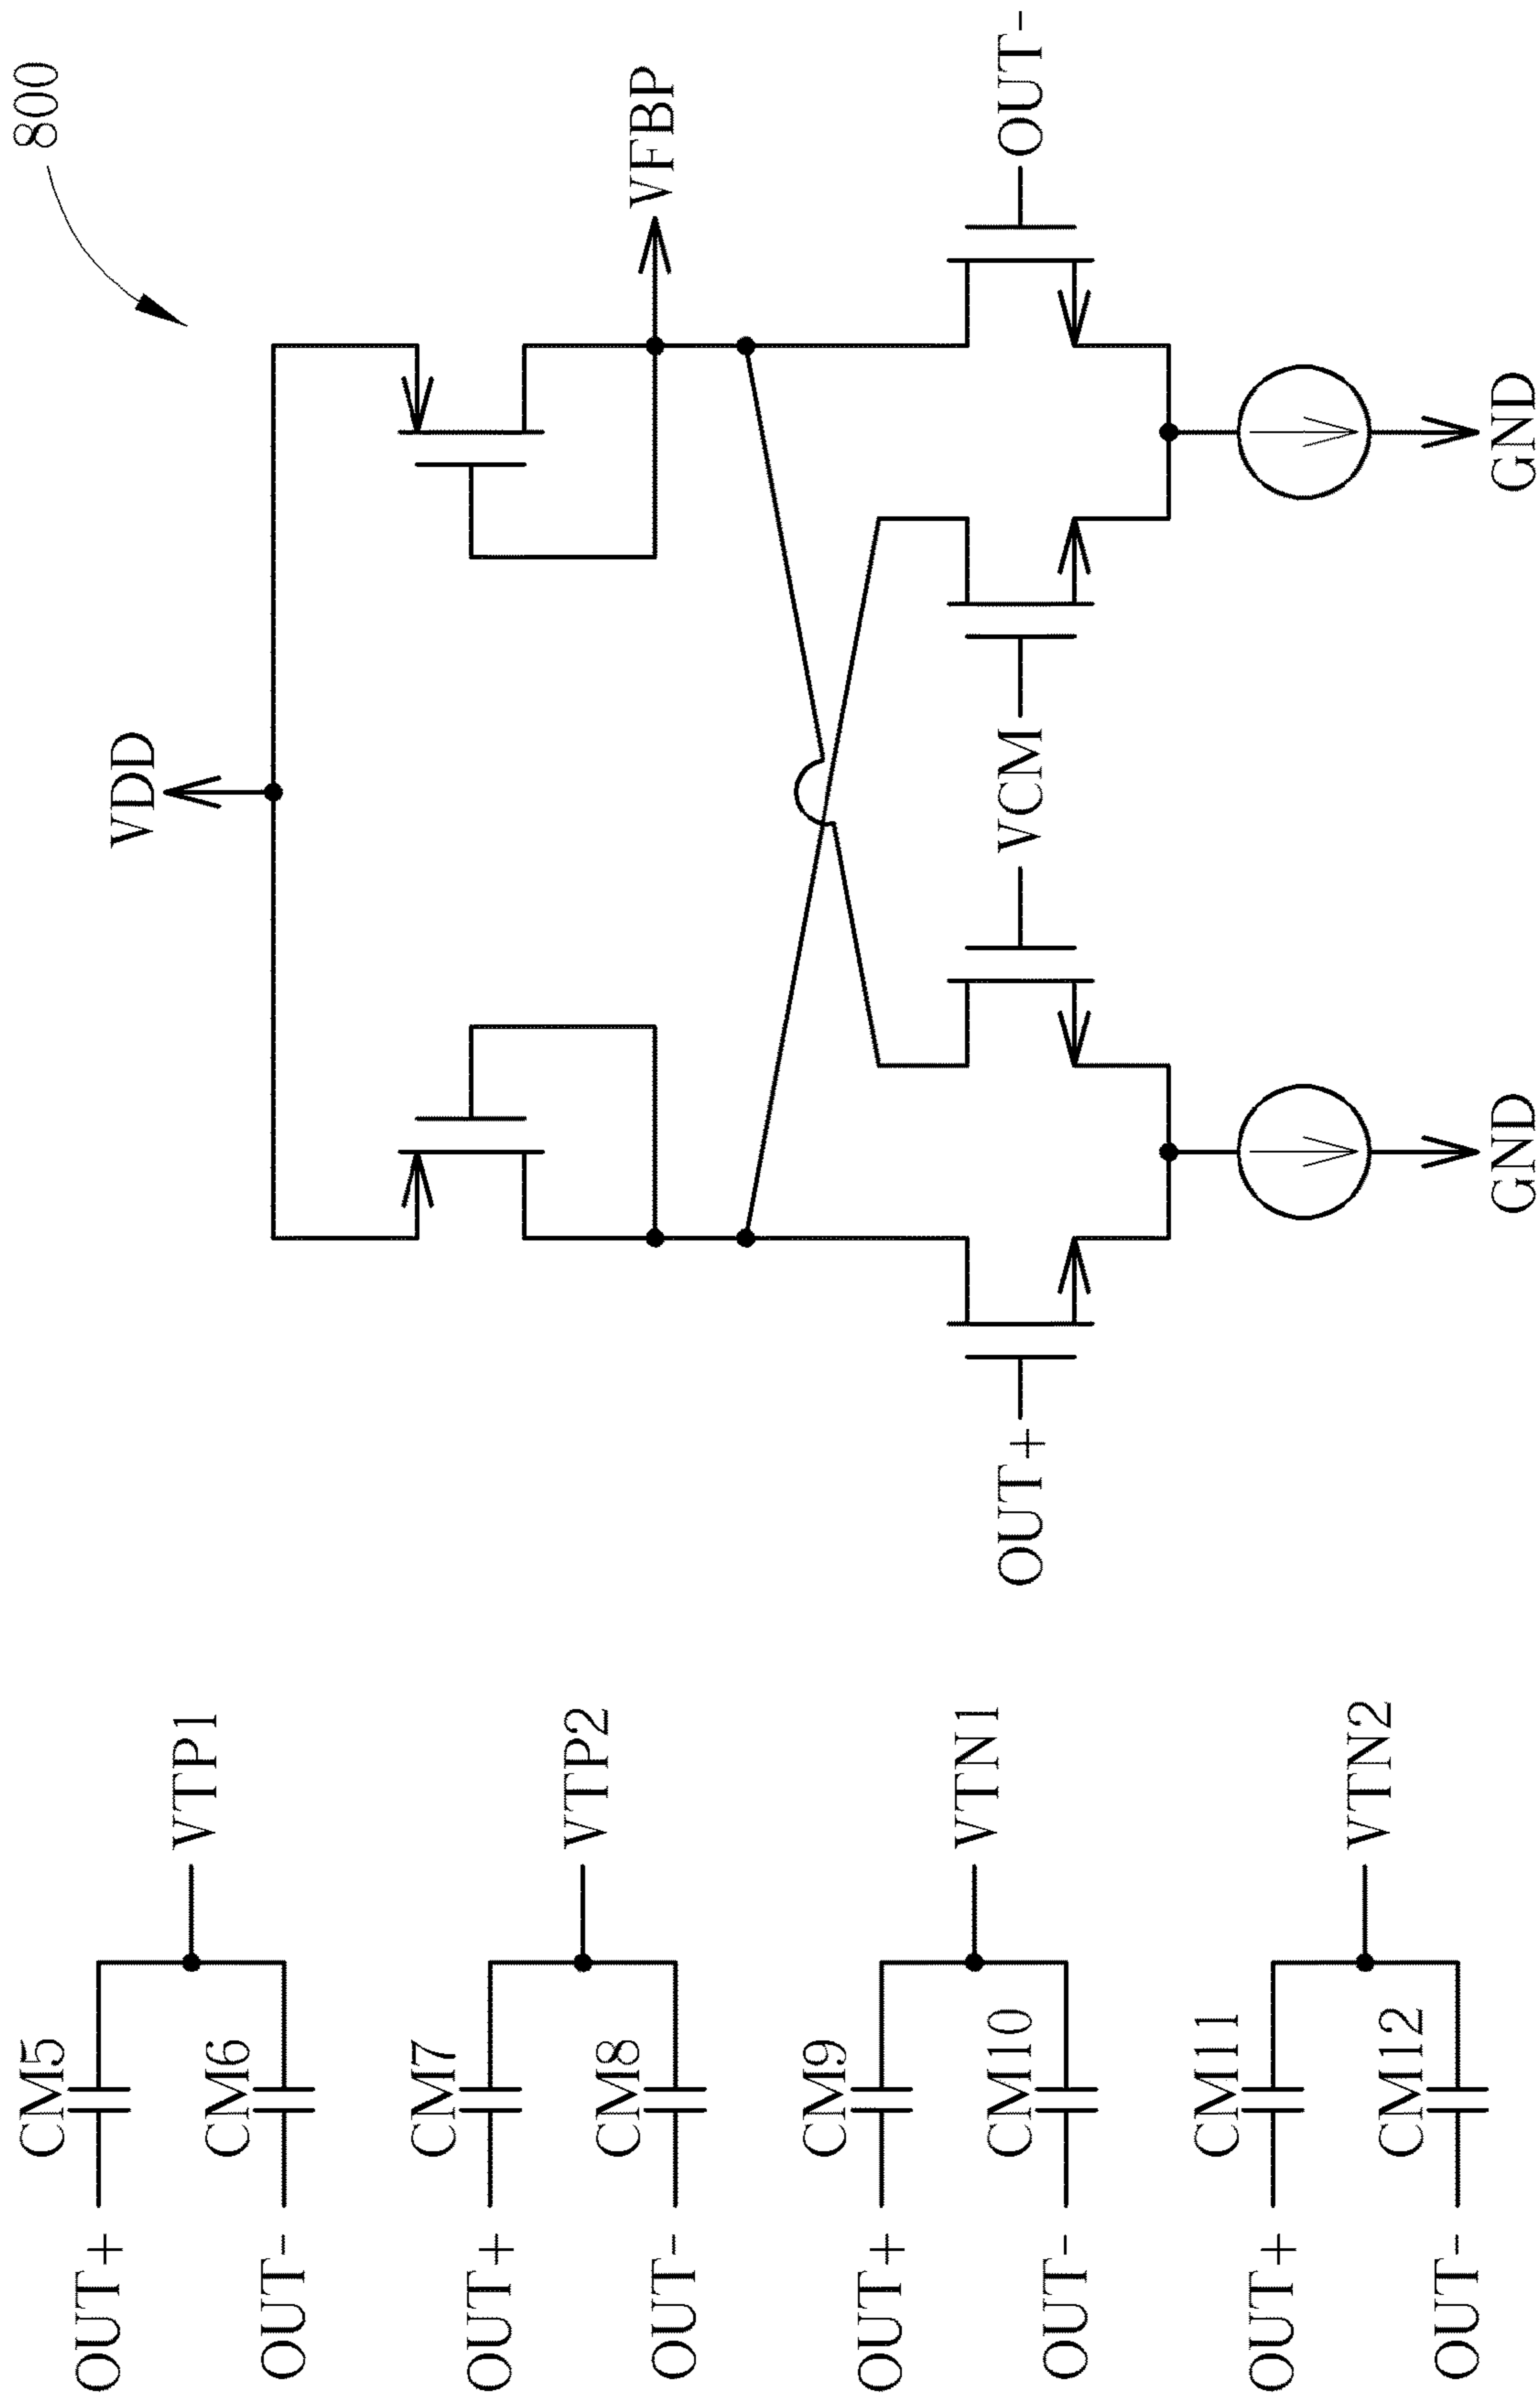 800
VDD
VFBP
OUT+
VCM
OUT-
GND
GND
OUT+
CM5
VTP1
OUT-
CM6
OUT+
CM7
VTP2
OUT-
CM8
OUT+
CM9
VTN1
OUT-
CM10
OUT+
CM11
VTN2
OUT-
CM12